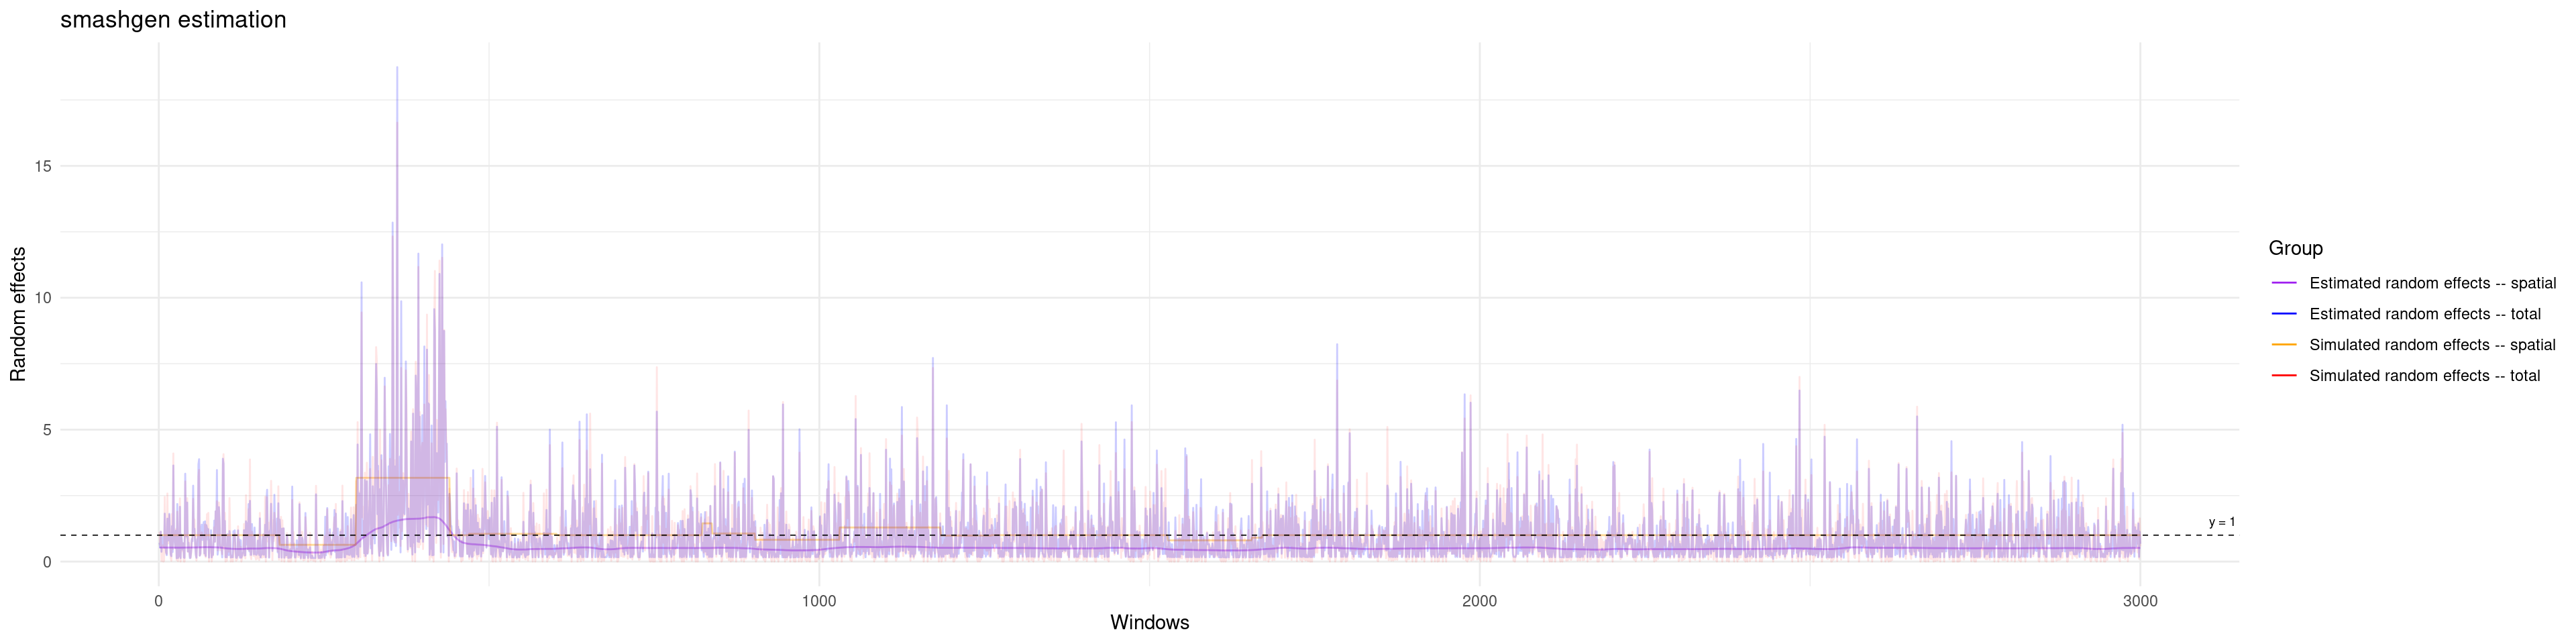 smashgen estimation
Random effects
15
10
5
0
y = 1
0
1000
2000
3000
Windows
Group
Estimated random effects -- spatial
Estimated random effects -- total
Simulated random effects -- spatial
Simulated random effects -- total